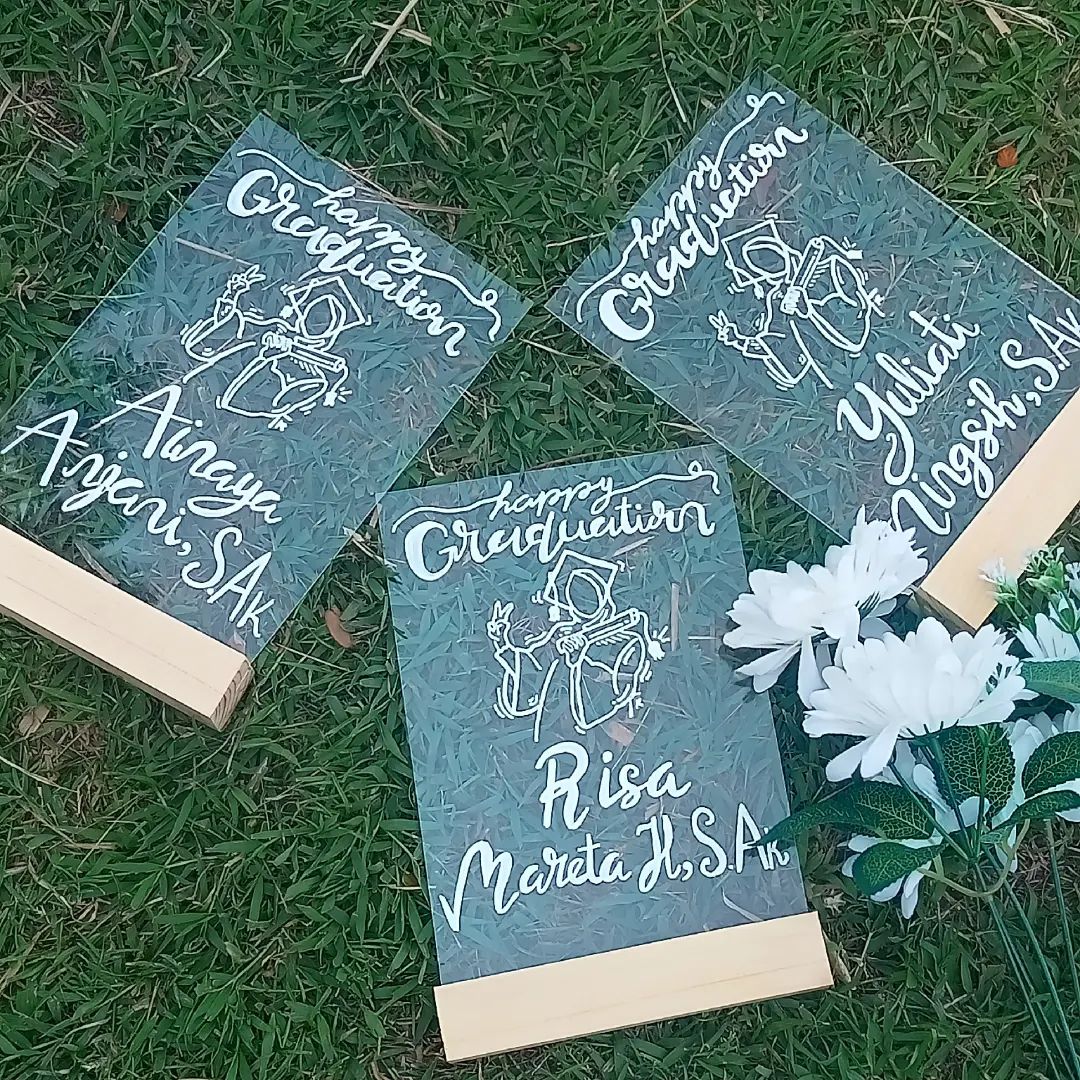 happy
Graduation
Ainaya
Anjani, S.Ak
happy
Graduation
Yuliati
Ningsih, S.Ak
happy
Graduation
Risa
Mareta H, S.Ak